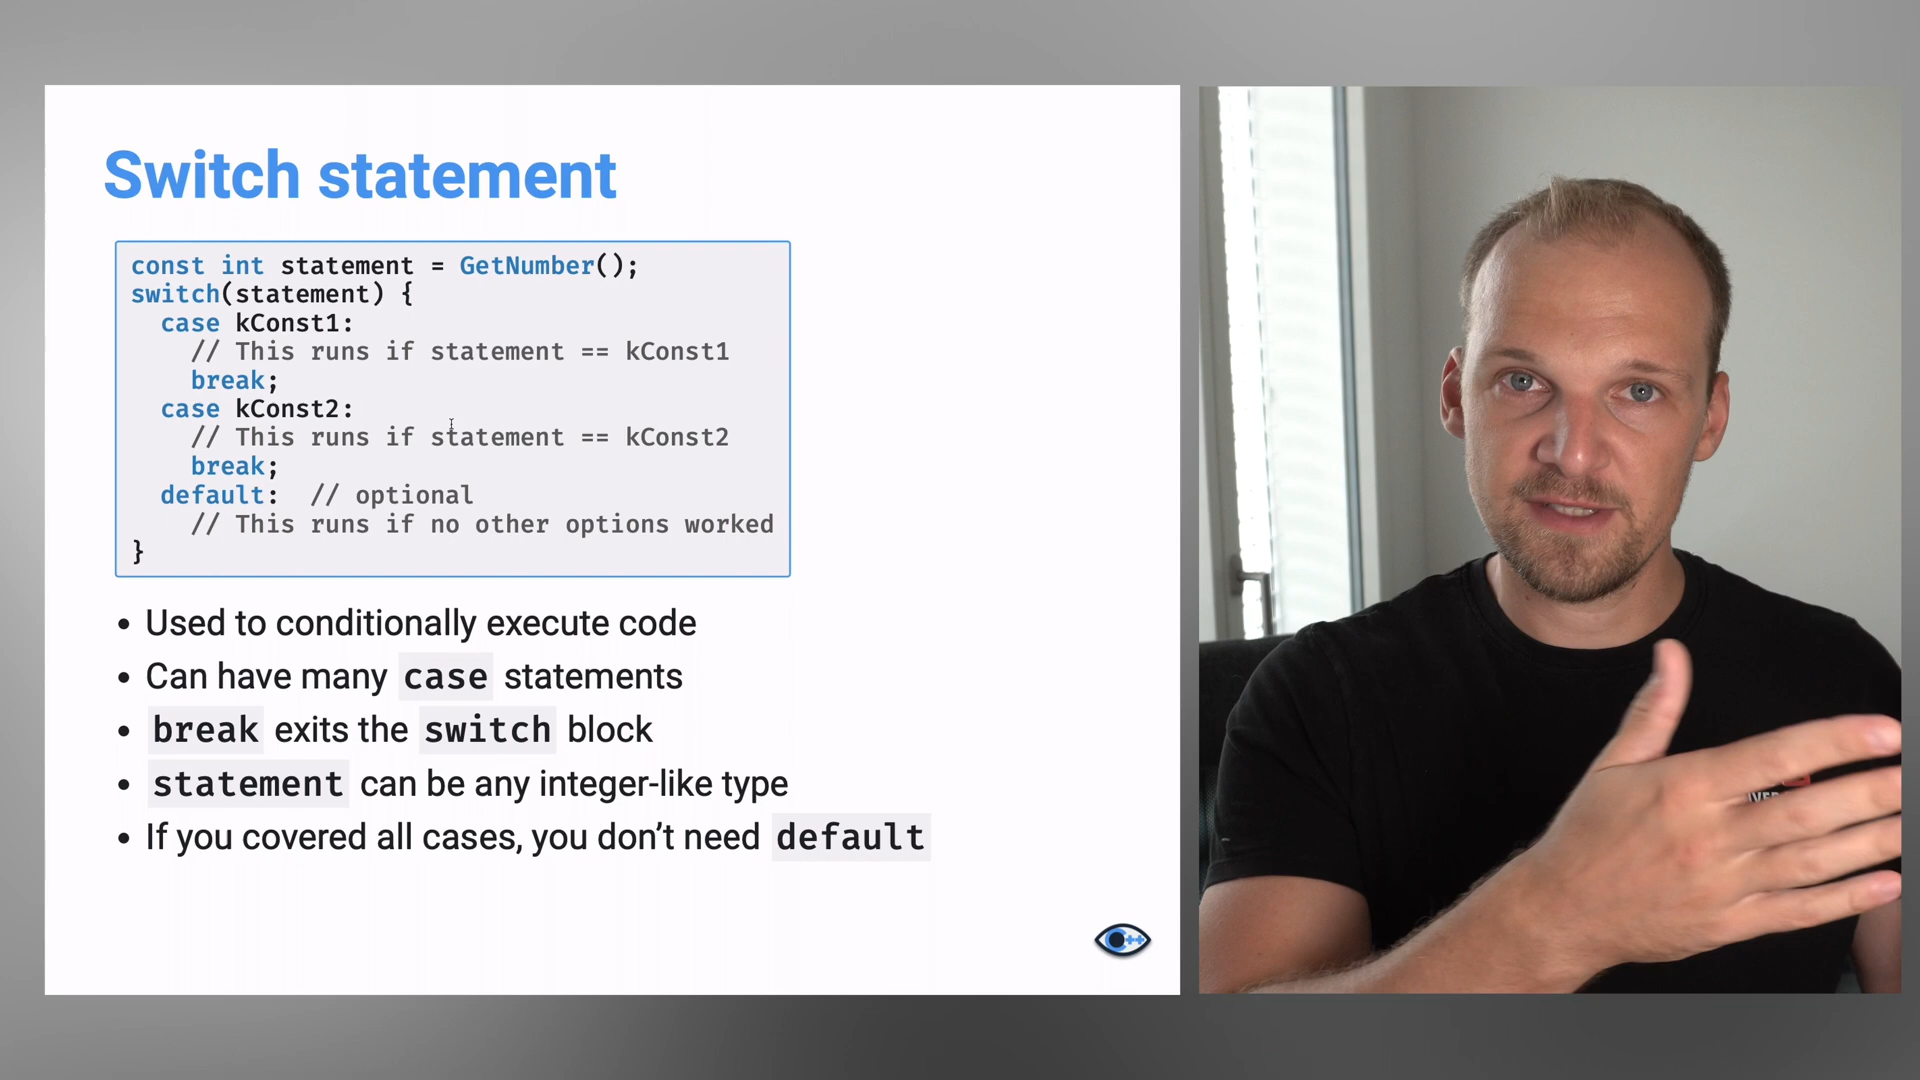 Switch statement
const int statement = GetNumber();
switch(statement) {
case kConst1:
// This runs if statement == kConst1
break;
case kConst2:
// This runs if statement == kConst2
break;
default:  // optional
// This runs if no other options worked
}
• Used to conditionally execute code
• Can have many case statements
• break exits the switch block
• statement can be any integer-like type
• If you covered all cases, you don’t need default
C++